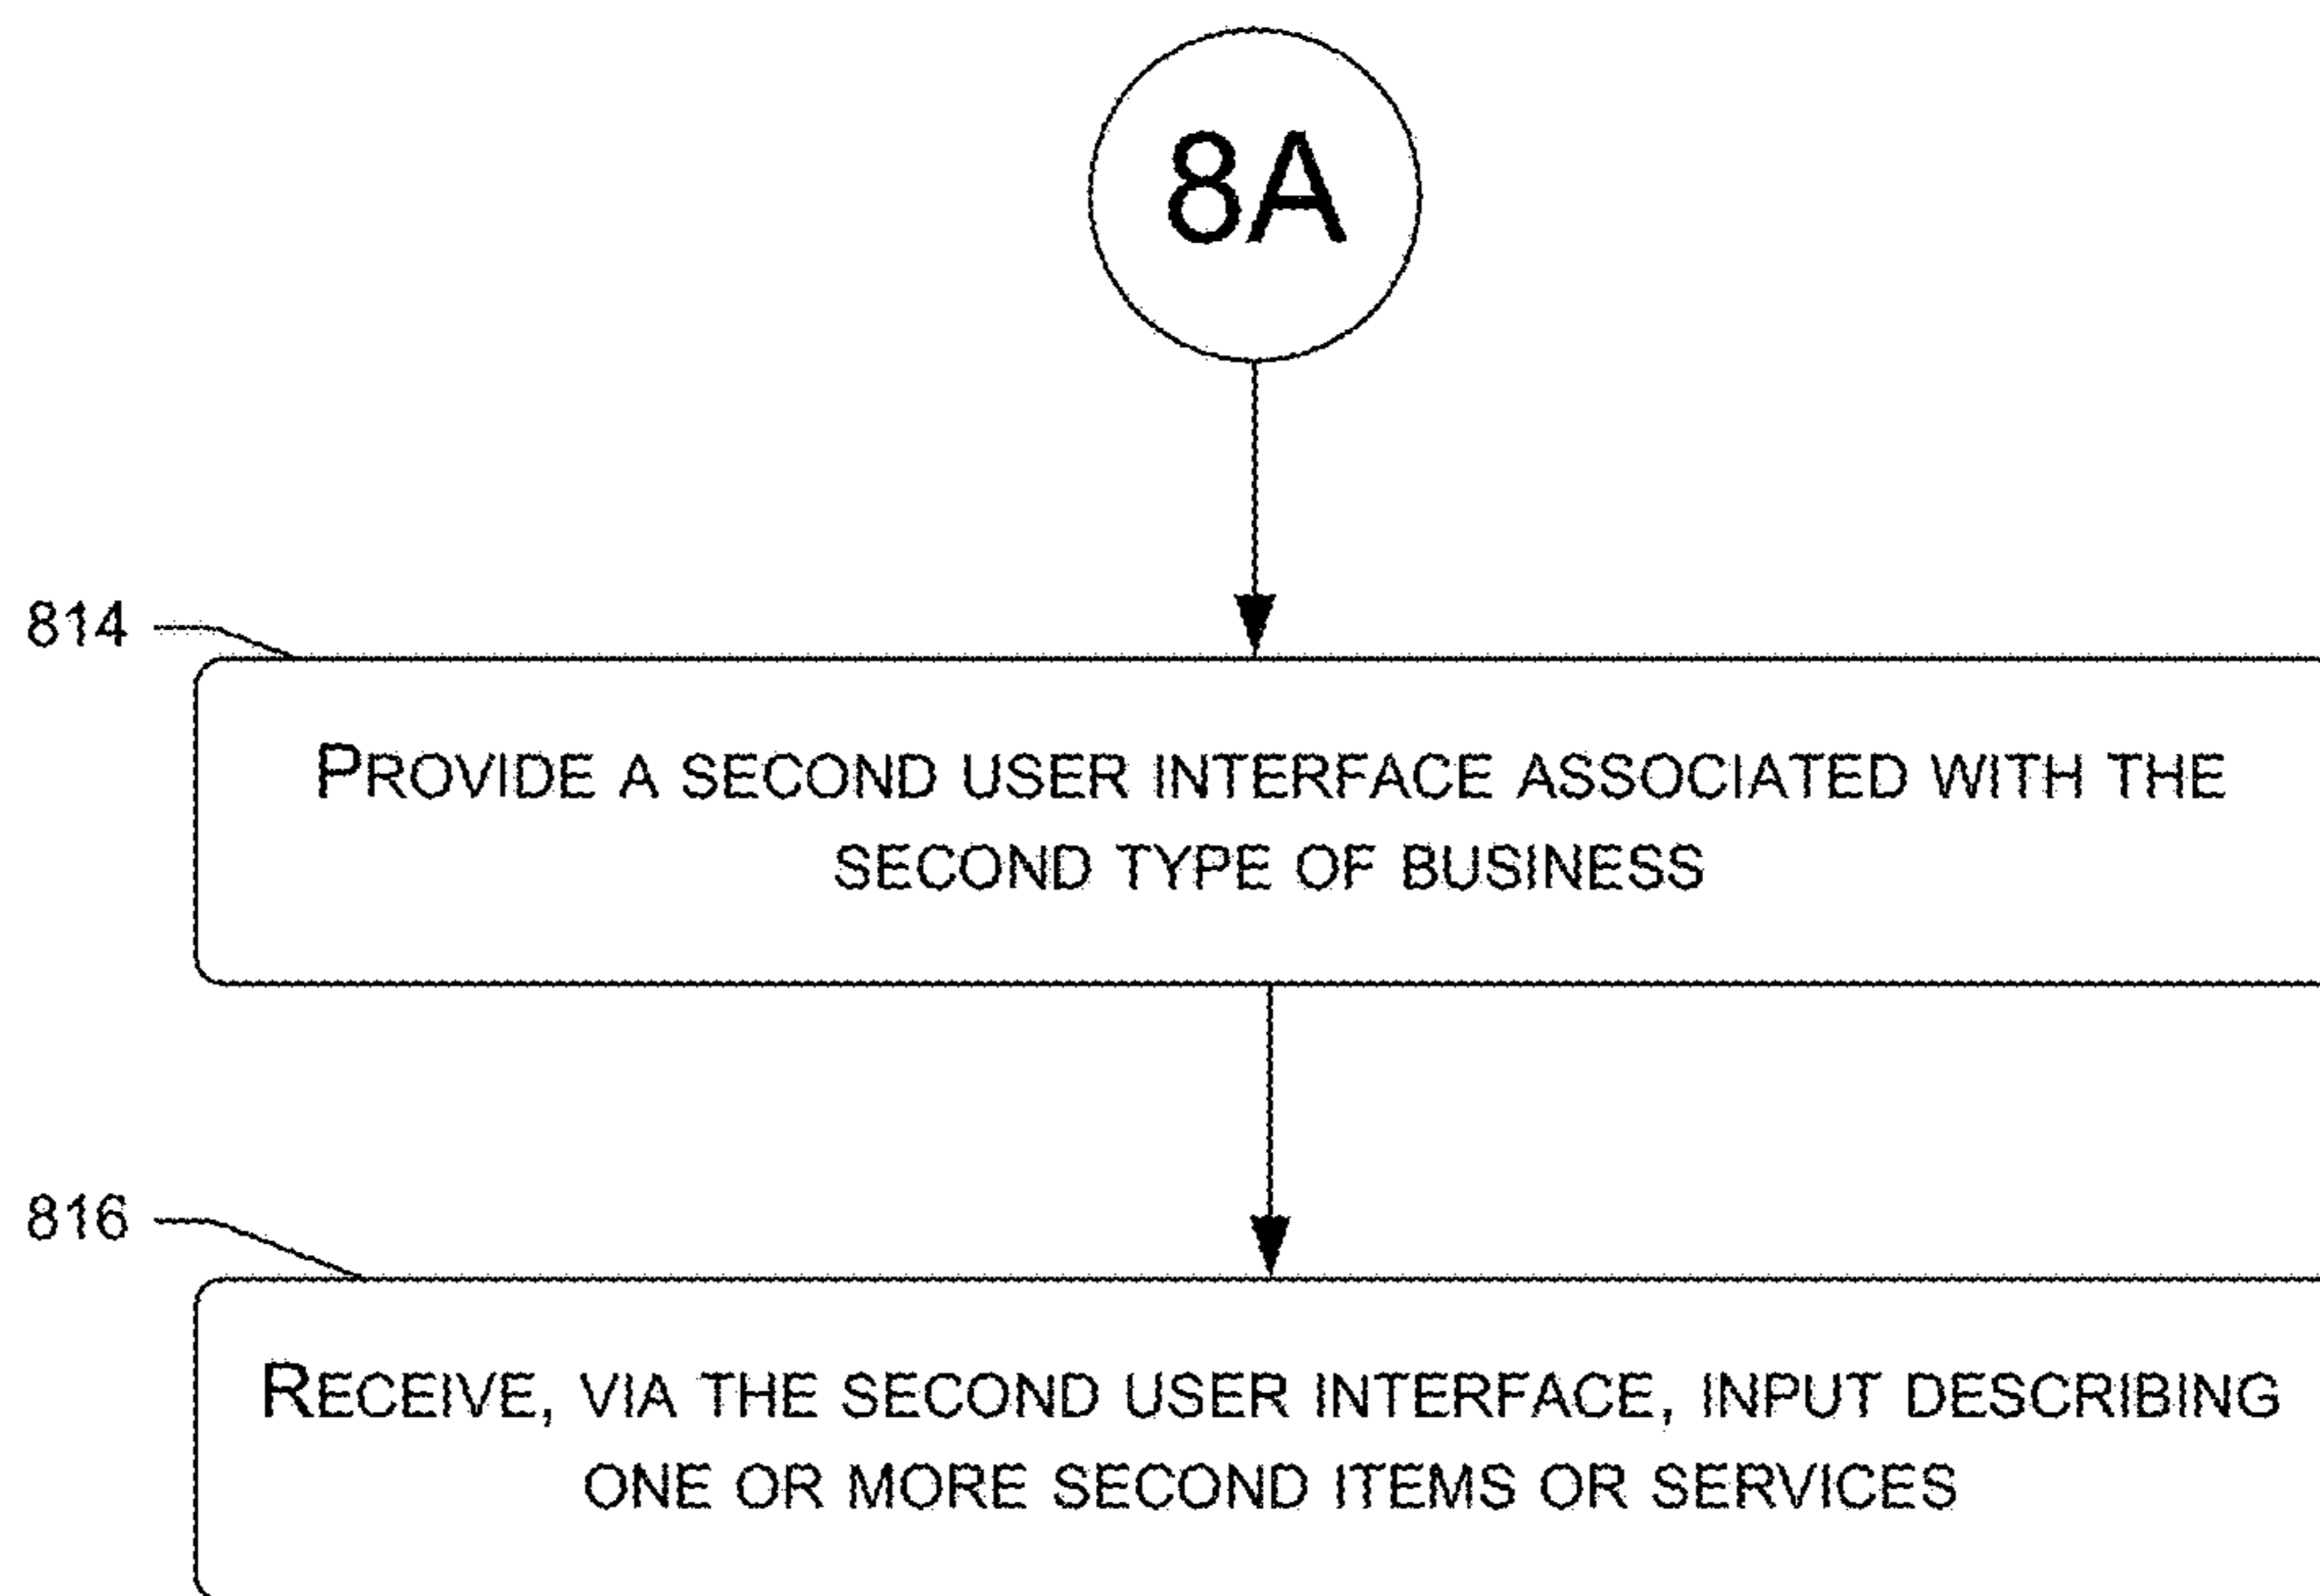 8A
814
PROVIDE A SECOND USER INTERFACE ASSOCIATED WITH THE
SECOND TYPE OF BUSINESS
816
RECEIVE, VIA THE SECOND USER INTERFACE, INPUT DESCRIBING
ONE OR MORE SECOND ITEMS OR SERVICES